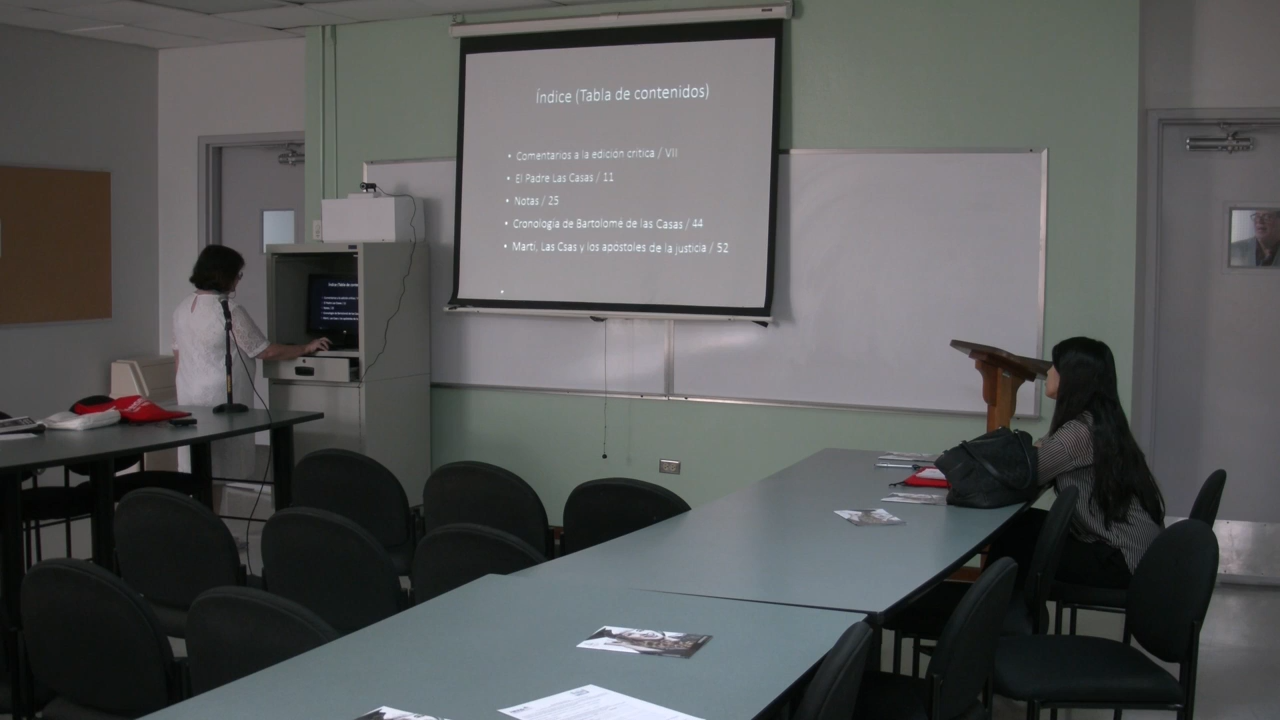 Índice (Tabla de contenidos)
• Comentarios a la edición crítica / VII
• El Padre Las Casas / 11
• Notas / 25
• Cronología de Bartolomé de las Casas / 44
• Martí, Las Csas y los apostoles de la justicia / 52